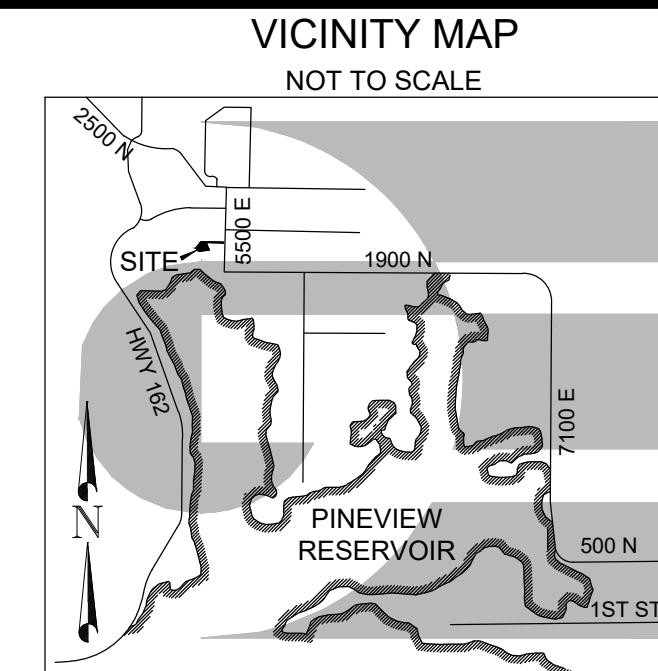 VICINITY MAP
NOT TO SCALE
2500 N
5500 E
SITE
1900 N
HWY 162
7100 E
N
PINEVIEW
RESERVOIR
500 N
1ST ST